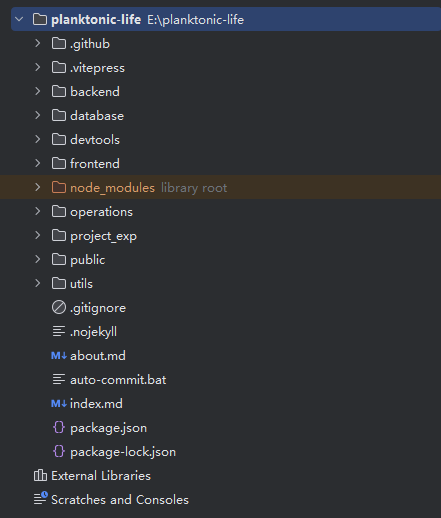 planktonic-life E:\planktonic-life
.github
.vitepress
backend
database
devtools
frontend
node_modules library root
operations
project_exp
public
utils
.gitignore
.nojekyll
M↓ about.md
auto-commit.bat
M↓ index.md
{} package.json
{} package-lock.json
External Libraries
Scratches and Consoles